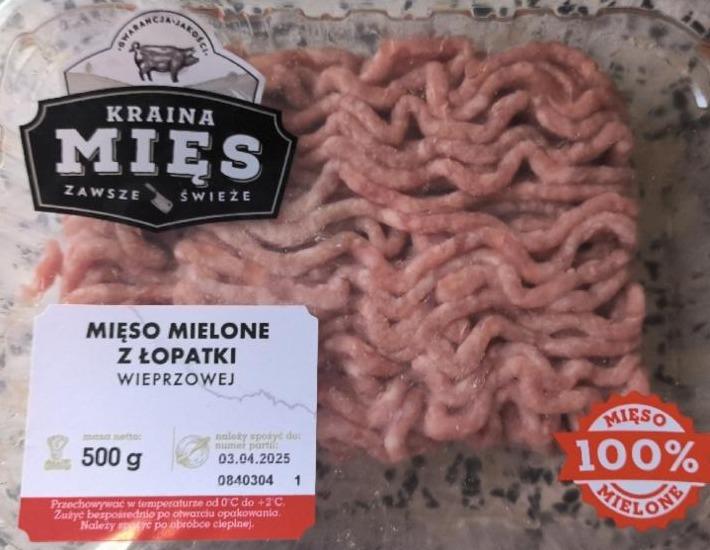 GWARANCJA JAKOŚCI
KRAINA
MIĘS
ZAWSZE ŚWIEŻE
MIĘSO MIELONE
Z ŁOPATKI
WIEPRZOWEJ
masa netto:
500 g
należy spożyć do:
numer partii:
03.04.2025
0840304 1
Przechowywać w temperaturze od 0°C do +2°C.
Zużyć bezpośrednio po otwarciu opakowania.
Należy spożyć po obróbce cieplnej.
MIĘSO
100%
MIELONE